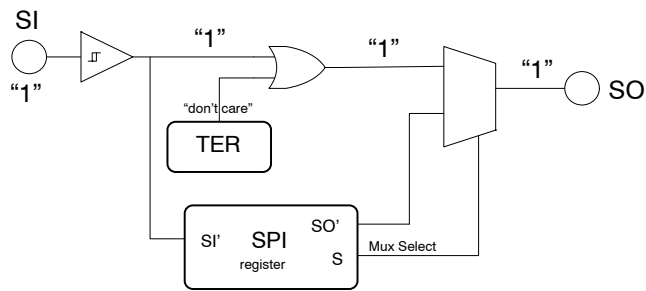 SI
“1”
“1”
“1”
“1”
SO
“don’t care”
TER
SI’
SPI
register
SO’
S
Mux Select